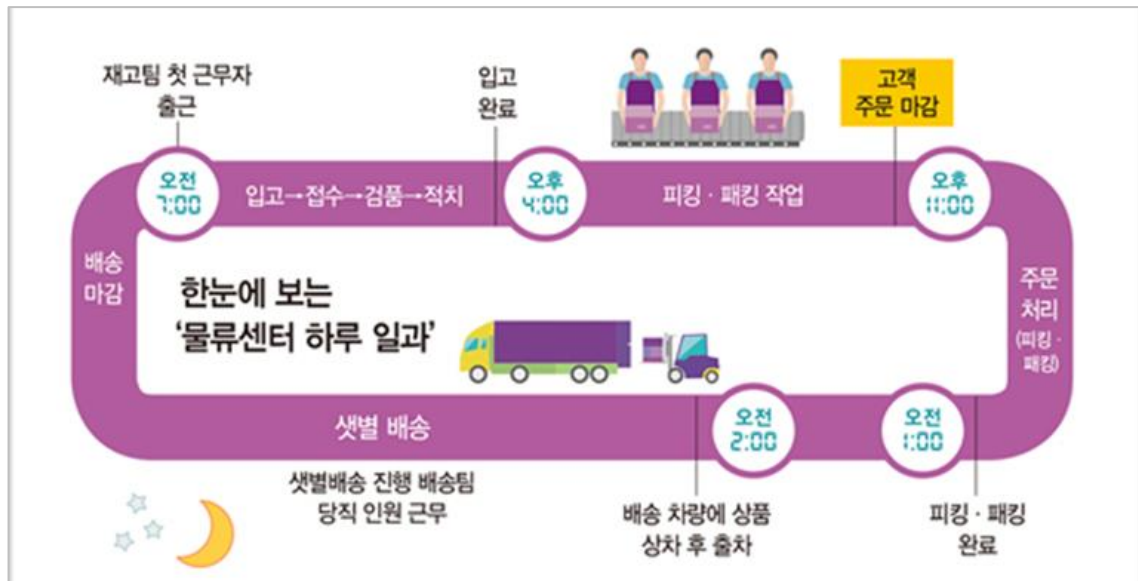 재고팀 첫 근무자
출근
입고
완료
고객
주문 마감
오전
7:00
입고→접수→검품→적치
오후
4:00
피킹 · 패킹 작업
오후
11:00
배송
마감
한눈에 보는
‘물류센터 하루 일과’
주문
처리
(피킹 ·
패킹)
샛별 배송
오전
2:00
오전
1:00
샛별배송 진행 배송팀
당직 인원 근무
배송 차량에 상품
상차 후 출차
피킹 · 패킹
완료